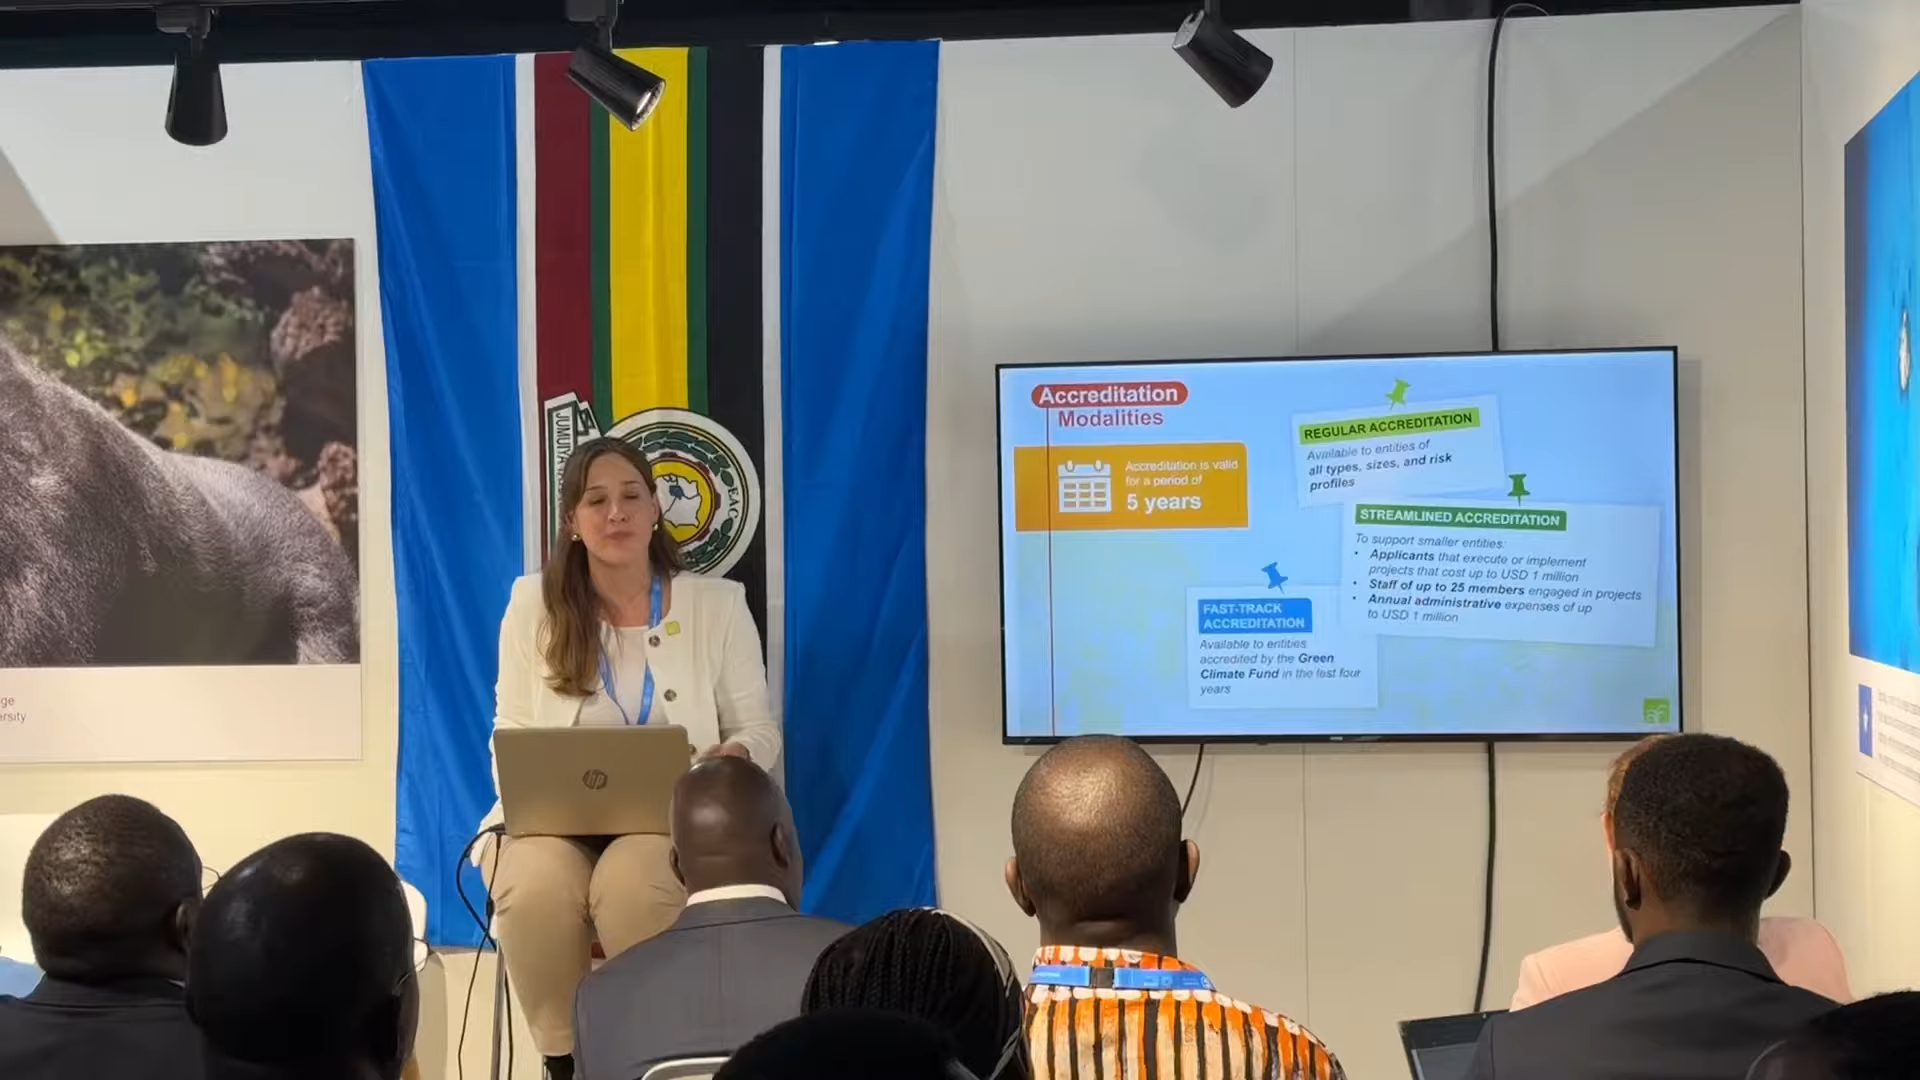 JUMUIYA
EAC
hp
ge
ersity
Accreditation
Modalities
Accreditation is valid
for a period of
5 years
REGULAR ACCREDITATION
Available to entities of
all types, sizes, and risk
profiles
STREAMLINED ACCREDITATION
To support smaller entities:
• Applicants that execute or implement
projects that cost up to USD 1 million
• Staff of up to 25 members engaged in projects
• Annual administrative expenses of up
to USD 1 million
FAST-TRACK
ACCREDITATION
Available to entities
accredited by the Green
Climate Fund in the last four
years
af